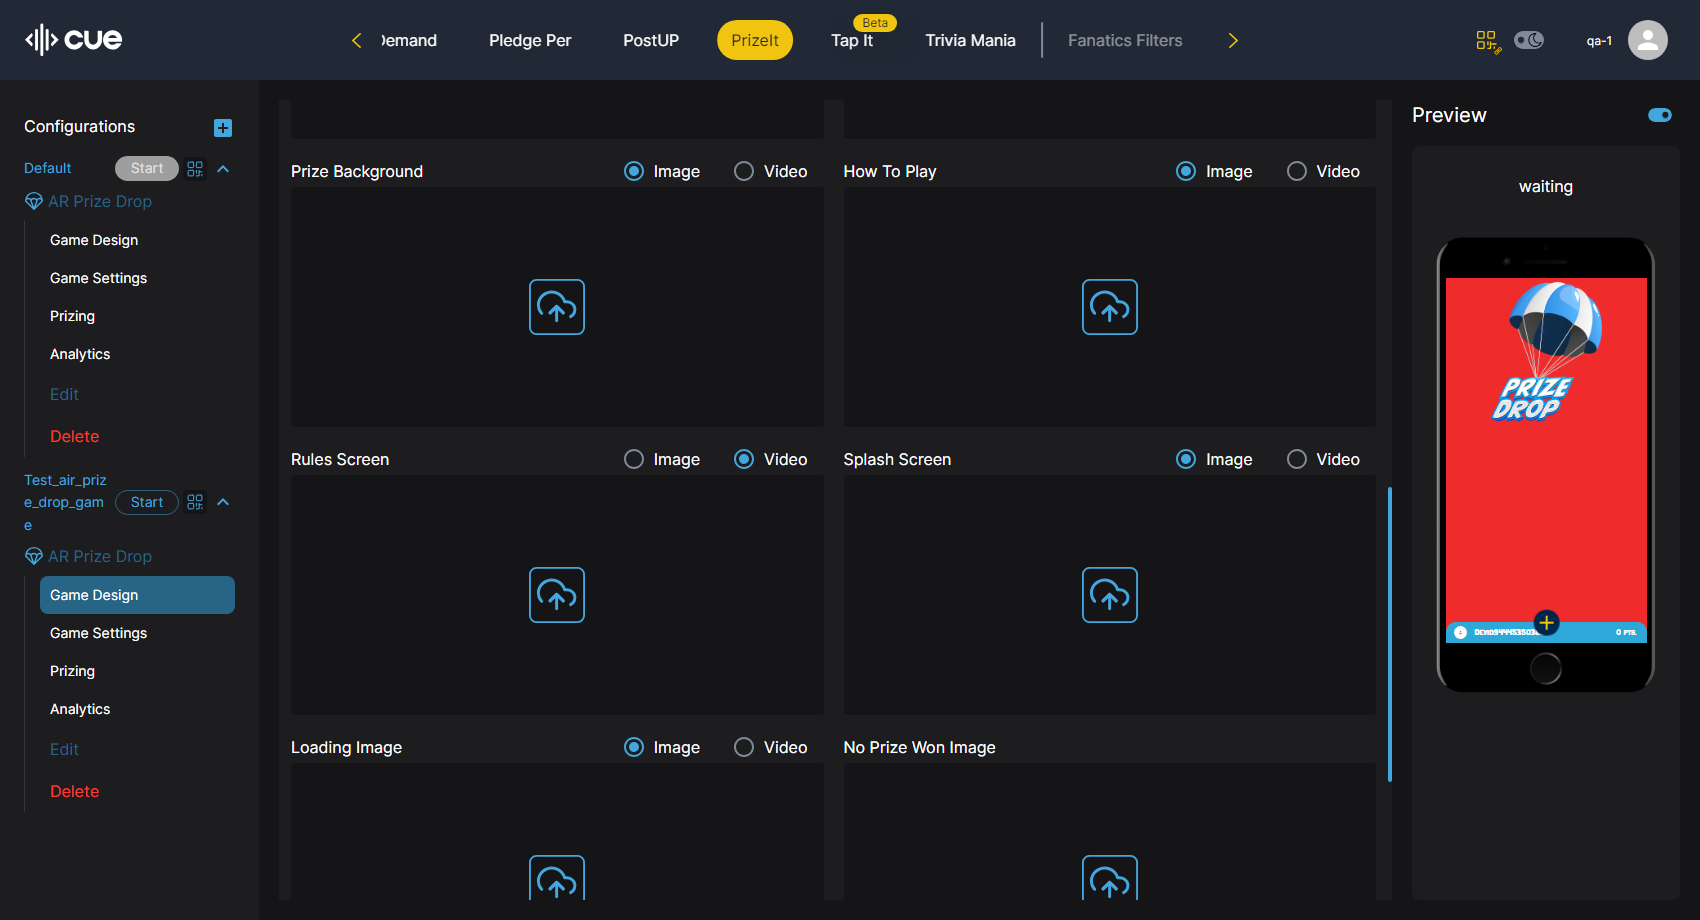 cue
Demand
Pledge Per
PostUP
PrizeIt
Beta
Tap It
Trivia Mania
Fanatics Filters
qa-1
Configurations
Default
Start
AR Prize Drop
Game Design
Game Settings
Prizing
Analytics
Edit
Delete
Test_air_priz
e_drop_gam
e
Start
AR Prize Drop
Game Design
Game Settings
Prizing
Analytics
Edit
Delete
Prize Background
Image
Video
How To Play
Image
Video
Rules Screen
Image
Video
Splash Screen
Image
Video
Loading Image
Image
Video
No Prize Won Image
Preview
waiting
PRIZE
DROP
0 PTS.